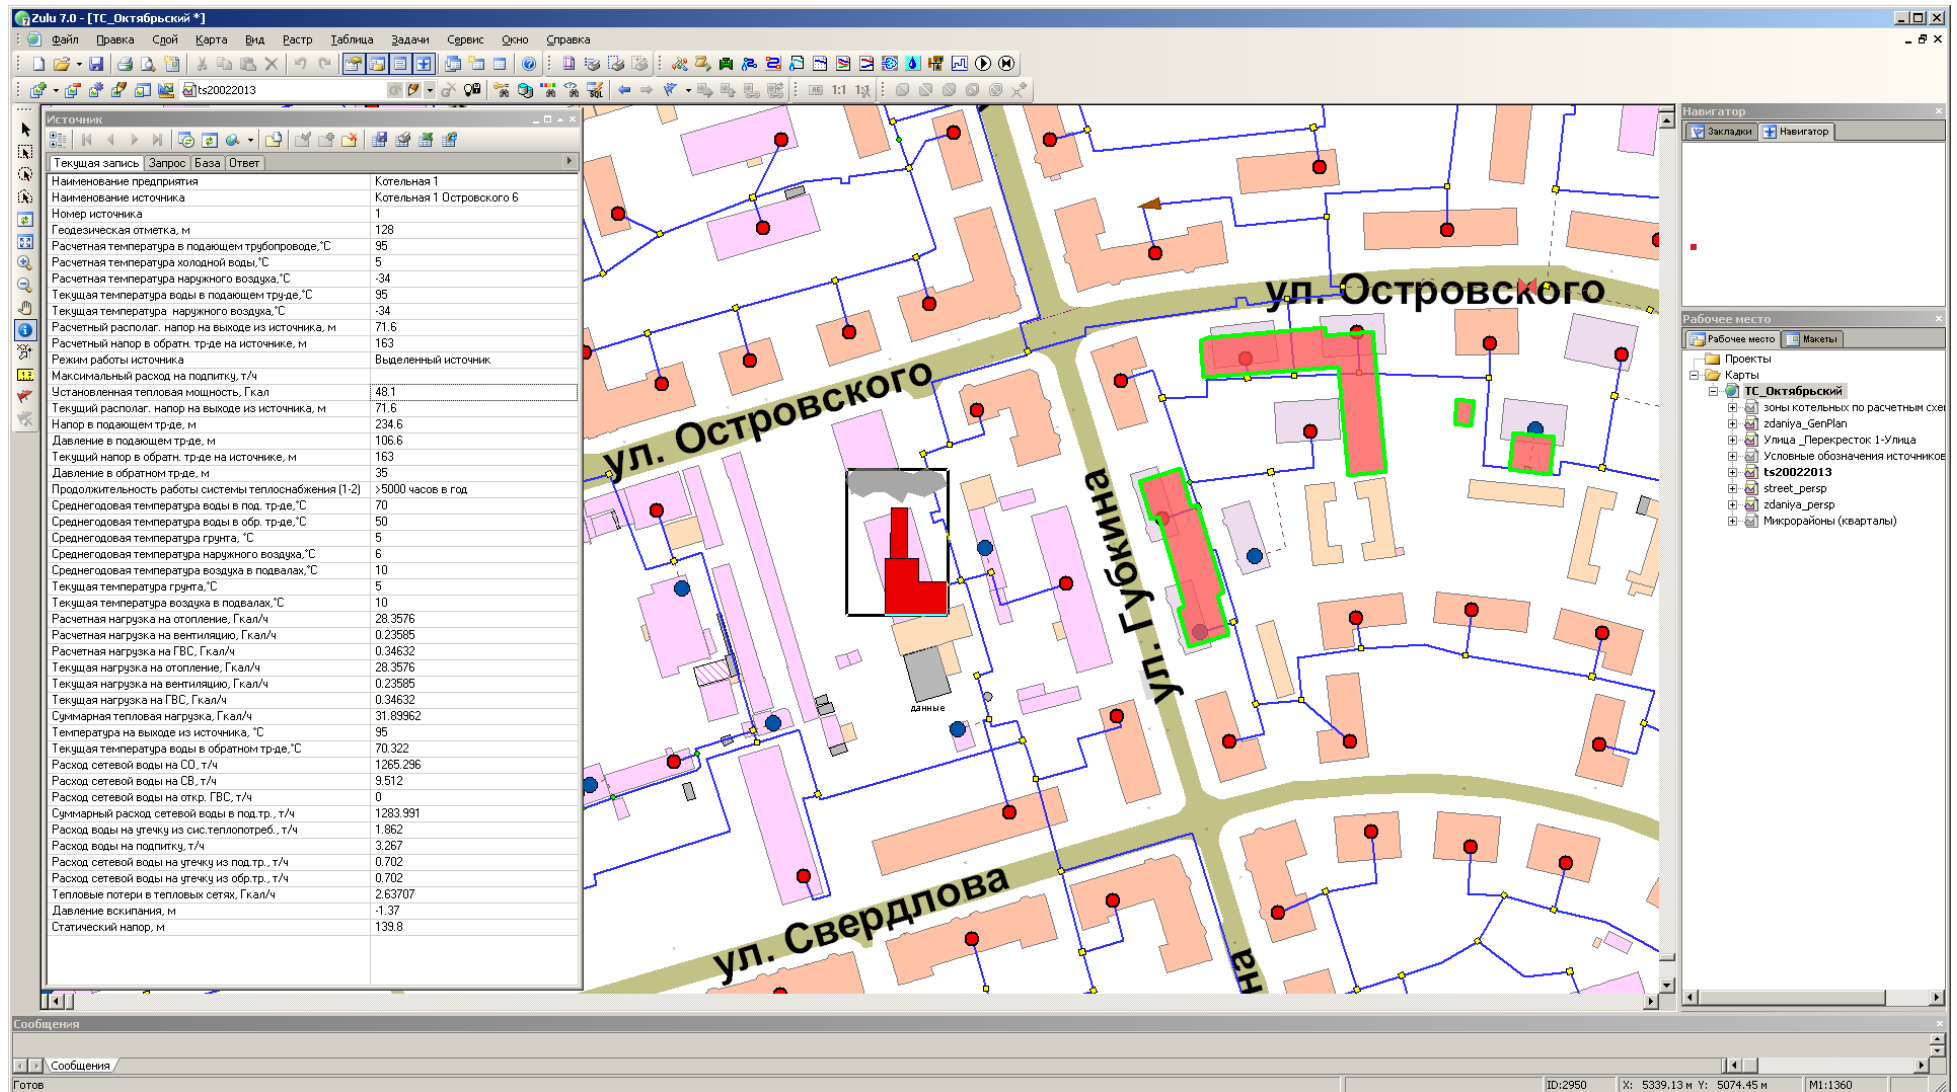 Zulu 7.0 - [ТС_Октябрьский *]
Файл Правка Слой Карта Вид Растр Таблица Задачи Сервис Окно Справка
ts20022013
SQL
1:1
Источник
Текущая запись Запрос База Ответ
Наименование предприятия Котельная 1
Наименование источника Котельная 1 Островского 6
Номер источника 1
Геодезическая отметка, м 128
Расчетная температура в подающем трубопроводе,°C 95
Расчетная температура холодной воды,°C 5
Расчетная температура наружного воздуха,°C -34
Текущая температура воды в подающем тру-де,°C 95
Текущая температура наружного воздуха,°C -34
Расчетный располаг. напор на выходе из источника, м 71.6
Расчетный напор в обратн. тр-де на источнике, м 163
Режим работы источника Выделенный источник
Максимальный расход на подпитку, т/ч
Установленная тепловая мощность, Гкал 48.1
Текущий располаг. напор на выходе из источника, м 71.6
Напор в подающем тр-де, м 234.6
Давление в подающем тр-де, м 106.6
Текущий напор в обратн. тр-де на источнике, м 163
Давление в обратном тр-де, м 35
Продолжительность работы системы теплоснабжения (1-2) >5000 часов в год
Среднегодовая температура воды в под. тр-де,°C 70
Среднегодовая температура воды в обр. тр-де,°C 50
Среднегодовая температура грунта,°C 5
Среднегодовая температура наружного воздуха,°C 6
Среднегодовая температура воздуха в подвалах,°C 10
Текущая температура грунта,°C 5
Текущая температура воздуха в подвалах,°C 10
Расчетная нагрузка на отопление, Гкал/ч 28.3576
Расчетная нагрузка на вентиляцию, Гкал/ч 0.23585
Расчетная нагрузка на ГВС, Гкал/ч 0.34632
Текущая нагрузка на отопление, Гкал/ч 28.3576
Текущая нагрузка на вентиляцию, Гкал/ч 0.23585
Текущая нагрузка на ГВС, Гкал/ч 0.34632
Суммарная тепловая нагрузка, Гкал/ч 31.89962
Температура на выходе из источника, °C 95
Текущая температура воды в обратном тр-де,°C 70.322
Расход сетевой воды на СО, т/ч 1265.296
Расход сетевой воды на СВ, т/ч 9.512
Расход сетевой воды на откр. ГВС, т/ч 0
Суммарный расход сетевой воды в под.тр., т/ч 1283.991
Расход воды на утечку из сис.теплопотреб., т/ч 1.862
Расход воды на подпитку, т/ч 3.267
Расход сетевой воды на утечку из под.тр., т/ч 0.702
Расход сетевой воды на утечку из обр.тр., т/ч 0.702
Тепловые потери в тепловых сетях, Гкал/ч 2.63707
Давление вскипания, м -1.37
Статический напор, м 139.8
ул. Островского
ул. Островского
ул. Губкина
данные
ул. Свердлова
на
Навигатор
Закладки Навигатор
Рабочее место
Рабочее место Макеты
Проекты
Карты
ТС_Октябрьский
зоны котельных по расчетным схе
zdaniya_GenPlan
Улица _Перекресток 1-Улица
Условные обозначения источников
ts20022013
street_persp
zdaniya_persp
Микрорайоны (кварталы)
Сообщения
Сообщения
Готов ID:2950 X: 5339.13 м Y: 5074.45 м М1:1360